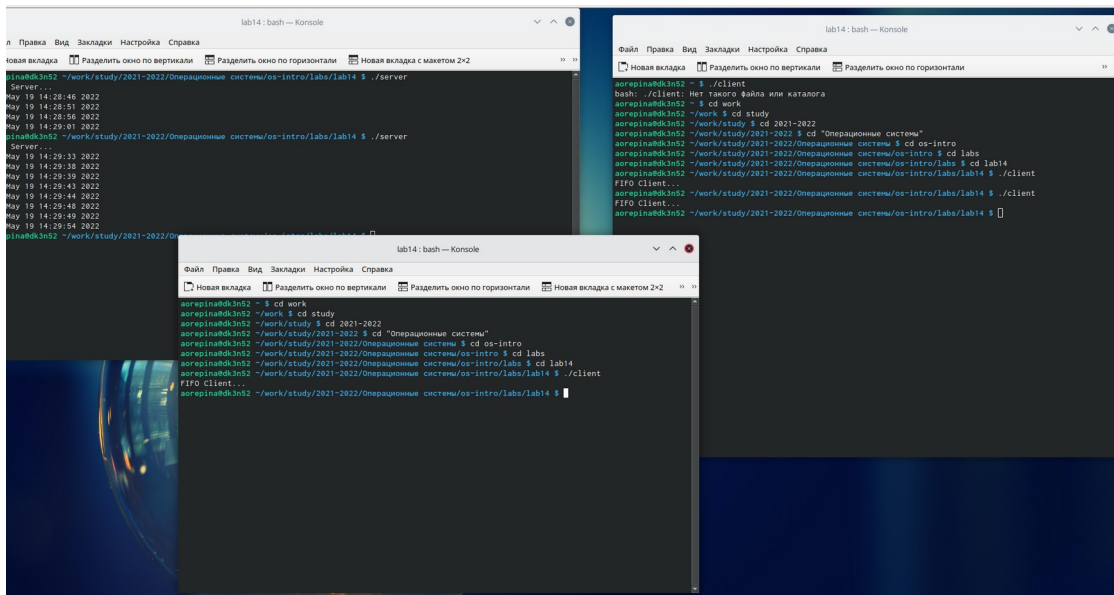 lab14 : bash — Konsole
Правка Вид Закладки Настройка Справка
Разделить окно по вертикали Разделить окно по горизонтали Новая вкладка с макетом 2×2 »
pina@dk3n52 ~/work/study/2021-2022/Операционные системы/os-intro/labs/lab14 $ ./server
Server...
May 19 14:28:46 2022
May 19 14:28:51 2022
May 19 14:28:56 2022
May 19 14:29:01 2022
pina@dk3n52 ~/work/study/2021-2022/Операционные системы/os-intro/labs/lab14 $ ./server
Server...
May 19 14:29:33 2022
May 19 14:29:38 2022
May 19 14:29:39 2022
May 19 14:29:43 2022
May 19 14:29:44 2022
May 19 14:29:48 2022
May 19 14:29:49 2022
May 19 14:29:54 2022
pina@dk3n52 ~/work/study/2021-2022/
lab14 : bash — Konsole
Файл Правка Вид Закладки Настройка Справка
Новая вкладка Разделить окно по вертикали Разделить окно по горизонтали »
aorepina@dk3n52 ~ $ ./client
bash: ./client: Нет такого файла или каталога
aorepina@dk3n52 ~ $ cd work
aorepina@dk3n52 ~/work $ cd study
aorepina@dk3n52 ~/work/study $ cd 2021-2022
aorepina@dk3n52 ~/work/study/2021-2022 $ cd "Операционные системы"
aorepina@dk3n52 ~/work/study/2021-2022/Операционные системы $ cd os-intro
aorepina@dk3n52 ~/work/study/2021-2022/Операционные системы/os-intro $ cd labs
aorepina@dk3n52 ~/work/study/2021-2022/Операционные системы/os-intro/labs $ cd lab14
aorepina@dk3n52 ~/work/study/2021-2022/Операционные системы/os-intro/labs/lab14 $ ./client
FIFO Client...
aorepina@dk3n52 ~/work/study/2021-2022/Операционные системы/os-intro/labs/lab14 $ ./client
FIFO Client...
aorepina@dk3n52 ~/work/study/2021-2022/Операционные системы/os-intro/labs/lab14 $
lab14 : bash — Konsole
Файл Правка Вид Закладки Настройка Справка
Новая вкладка Разделить окно по вертикали Разделить окно по горизонтали Новая вкладка с макетом 2×2 » »
aorepina@dk3n52 ~ $ cd work
aorepina@dk3n52 ~/work $ cd study
aorepina@dk3n52 ~/work/study $ cd 2021-2022
aorepina@dk3n52 ~/work/study/2021-2022 $ cd "Операционные системы"
aorepina@dk3n52 ~/work/study/2021-2022/Операционные системы $ cd os-intro
aorepina@dk3n52 ~/work/study/2021-2022/Операционные системы/os-intro $ cd labs
aorepina@dk3n52 ~/work/study/2021-2022/Операционные системы/os-intro/labs $ cd lab14
aorepina@dk3n52 ~/work/study/2021-2022/Операционные системы/os-intro/labs/lab14 $ ./client
FIFO Client...
aorepina@dk3n52 ~/work/study/2021-2022/Операционные системы/os-intro/labs/lab14 $